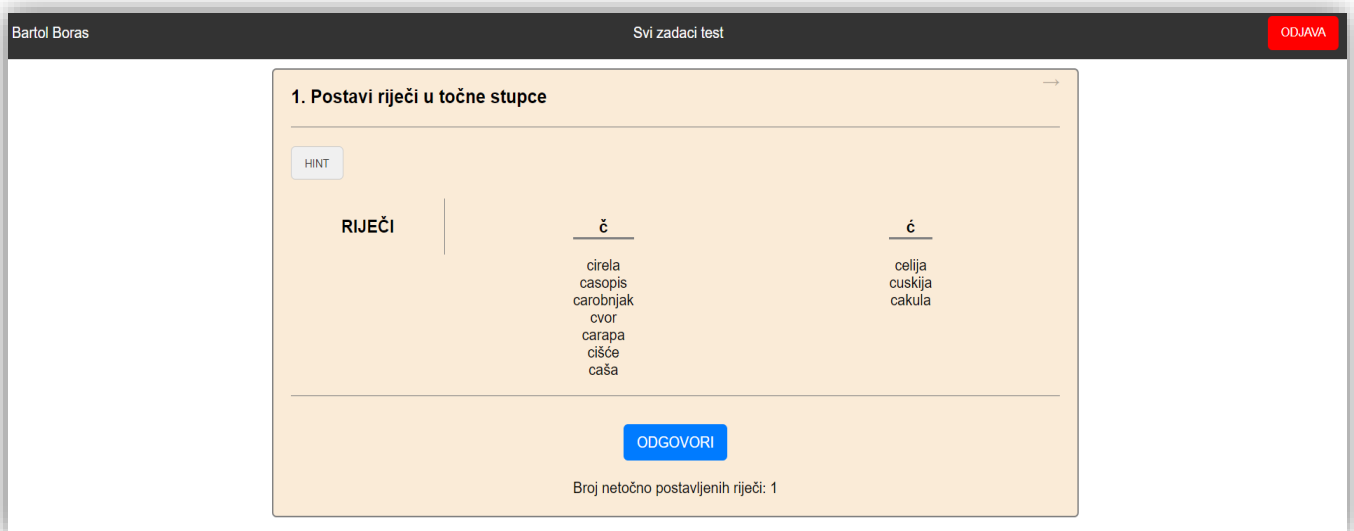 Bartol Boras Svi zadaci test ODJAVA
→
1. Postavi riječi u točne stupce
HINT
RIJEČI č ć
cirela celija
casopis cuskija
carobnjak cakula
cvor
carapa
cišće
caša
ODGOVORI
Broj netočno postavljenih riječi: 1